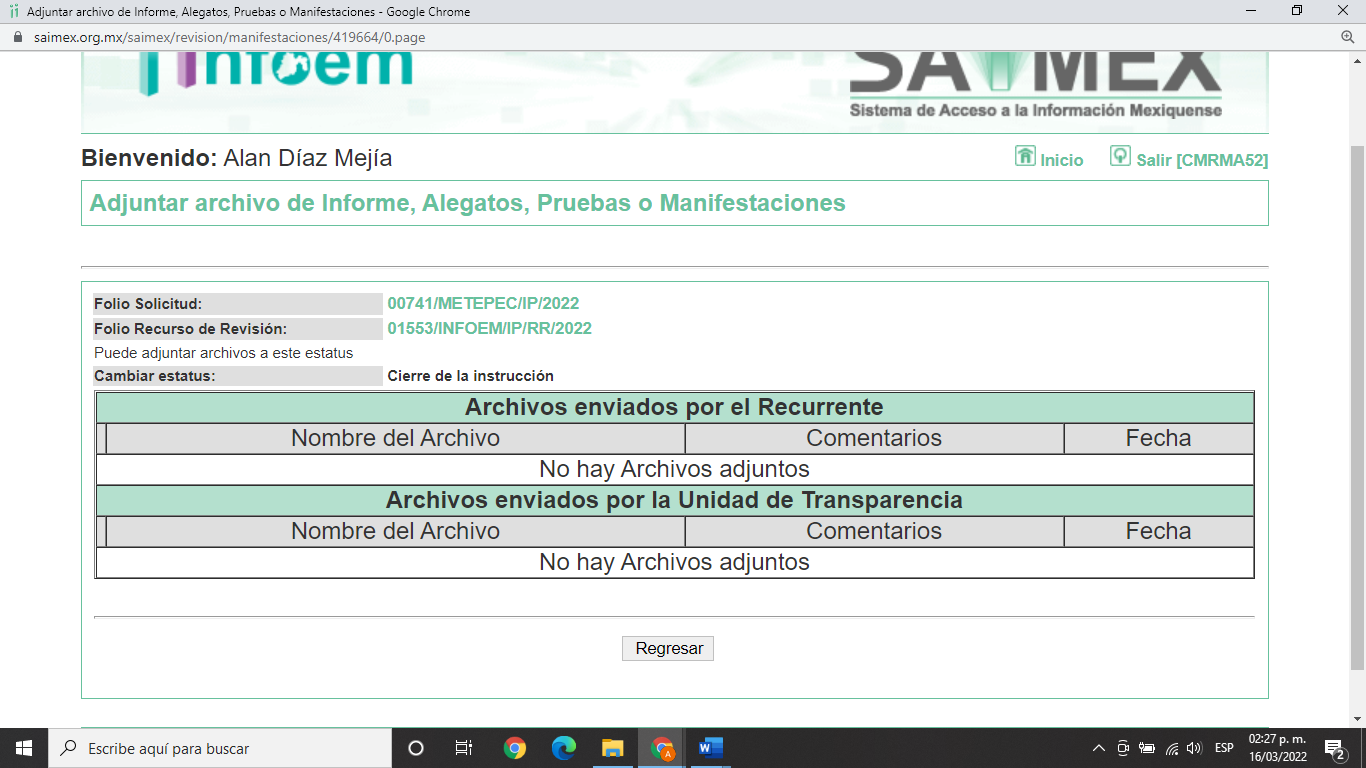 Adjuntar archivo de Informe, Alegatos, Pruebas o Manifestaciones - Google Chrome
saimex.org.mx/saimex/revision/manifestaciones/419664/0.page
infoem
SAIMEX
Sistema de Acceso a la Información Mexiquense
Bienvenido: Alan Díaz Mejía
Inicio Salir [CMRMA52]
Adjuntar archivo de Informe, Alegatos, Pruebas o Manifestaciones
Folio Solicitud: 00741/METEPEC/IP/2022
Folio Recurso de Revisión: 01553/INFOEM/IP/RR/2022
Puede adjuntar archivos a este estatus
Cambiar estatus: Cierre de la instrucción
Archivos enviados por el Recurrente
Nombre del Archivo Comentarios Fecha
No hay Archivos adjuntos
Archivos enviados por la Unidad de Transparencia
Nombre del Archivo Comentarios Fecha
No hay Archivos adjuntos
Regresar
Escribe aquí para buscar
ESP
02:27 p. m.
16/03/2022
2